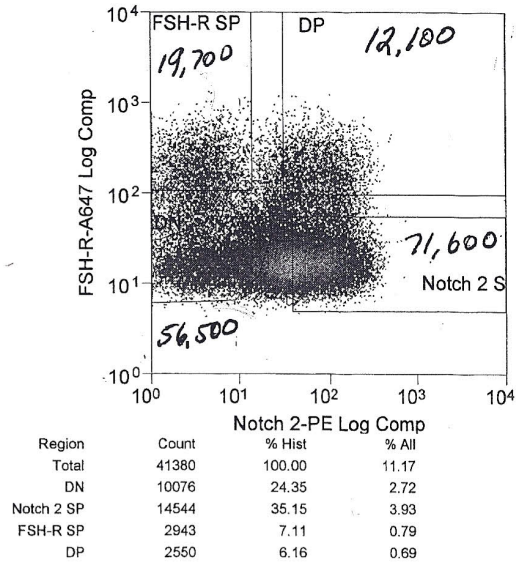 10⁴
FSH-R SP
DP
19,700
12,100
10³
FSH-R-A647 Log Comp
10²
DN
71,600
10¹
Notch 2 S
56,500
10⁰
10⁰ 10¹ 10² 10³ 10⁴
Notch 2-PE Log Comp
Region Count % Hist % All
Total 41380 100.00 11.17
DN 10076 24.35 2.72
Notch 2 SP 14544 35.15 3.93
FSH-R SP 2943 7.11 0.79
DP 2550 6.16 0.69